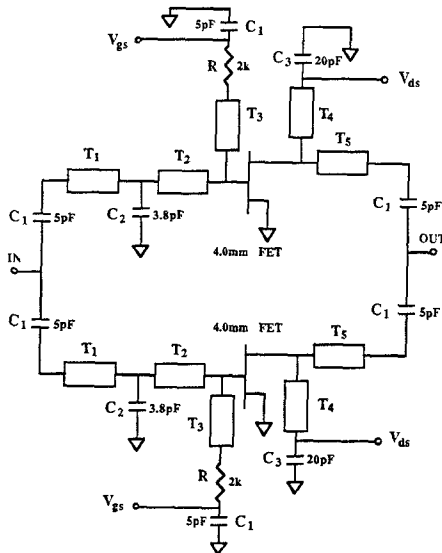 5pF C1
Vgs
R 2k
C3 20pF
Vds
T3
T4
T1
T2
T5
C1 5pF
C2 3.8pF
C1 5pF
4.0mm FET
IN
OUT
C1 5pF
4.0mm FET
C1 5pF
T1
T2
T5
C2 3.8pF
T3
T4
Vds
R 2k
C3 20pF
Vgs
5pF C1